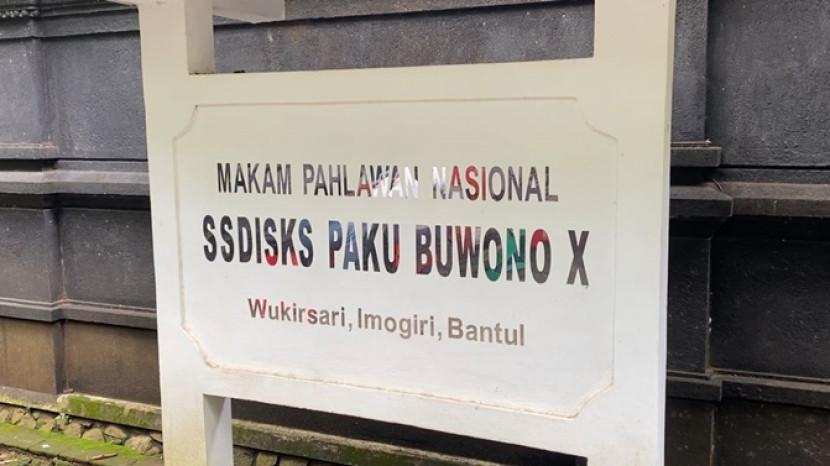 MAKAM PAHLAWAN NASIONAL
SSDISKS PAKU BUWONO X
Wukirsari, Imogiri, Bantul